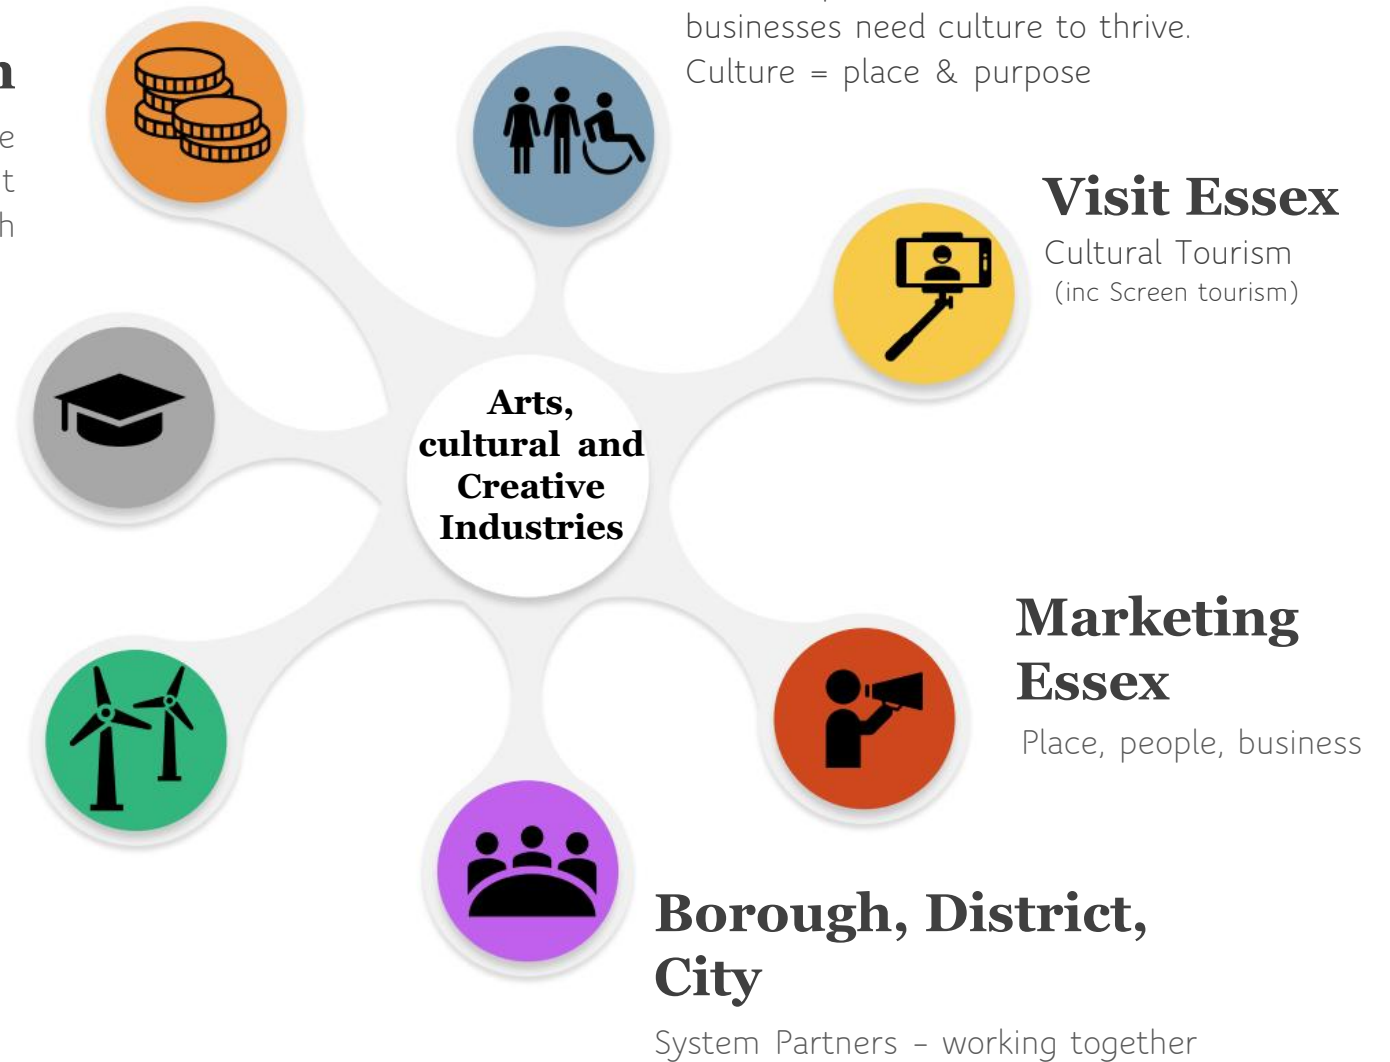 businesses need culture to thrive.
Culture = place & purpose
Visit Essex
Cultural Tourism
(inc Screen tourism)
Arts,
cultural and
Creative
Industries
Marketing
Essex
Place, people, business
Borough, District,
City
System Partners – working together